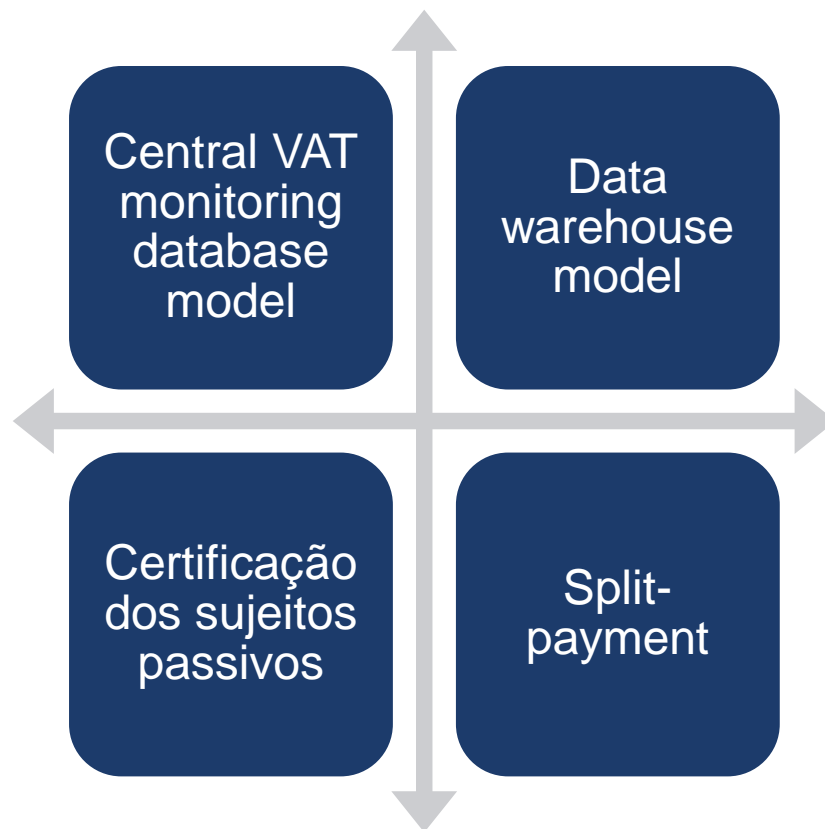 Central VAT
monitoring
database
model
Data
warehouse
model
Certificação
dos sujeitos
passivos
Split-
payment